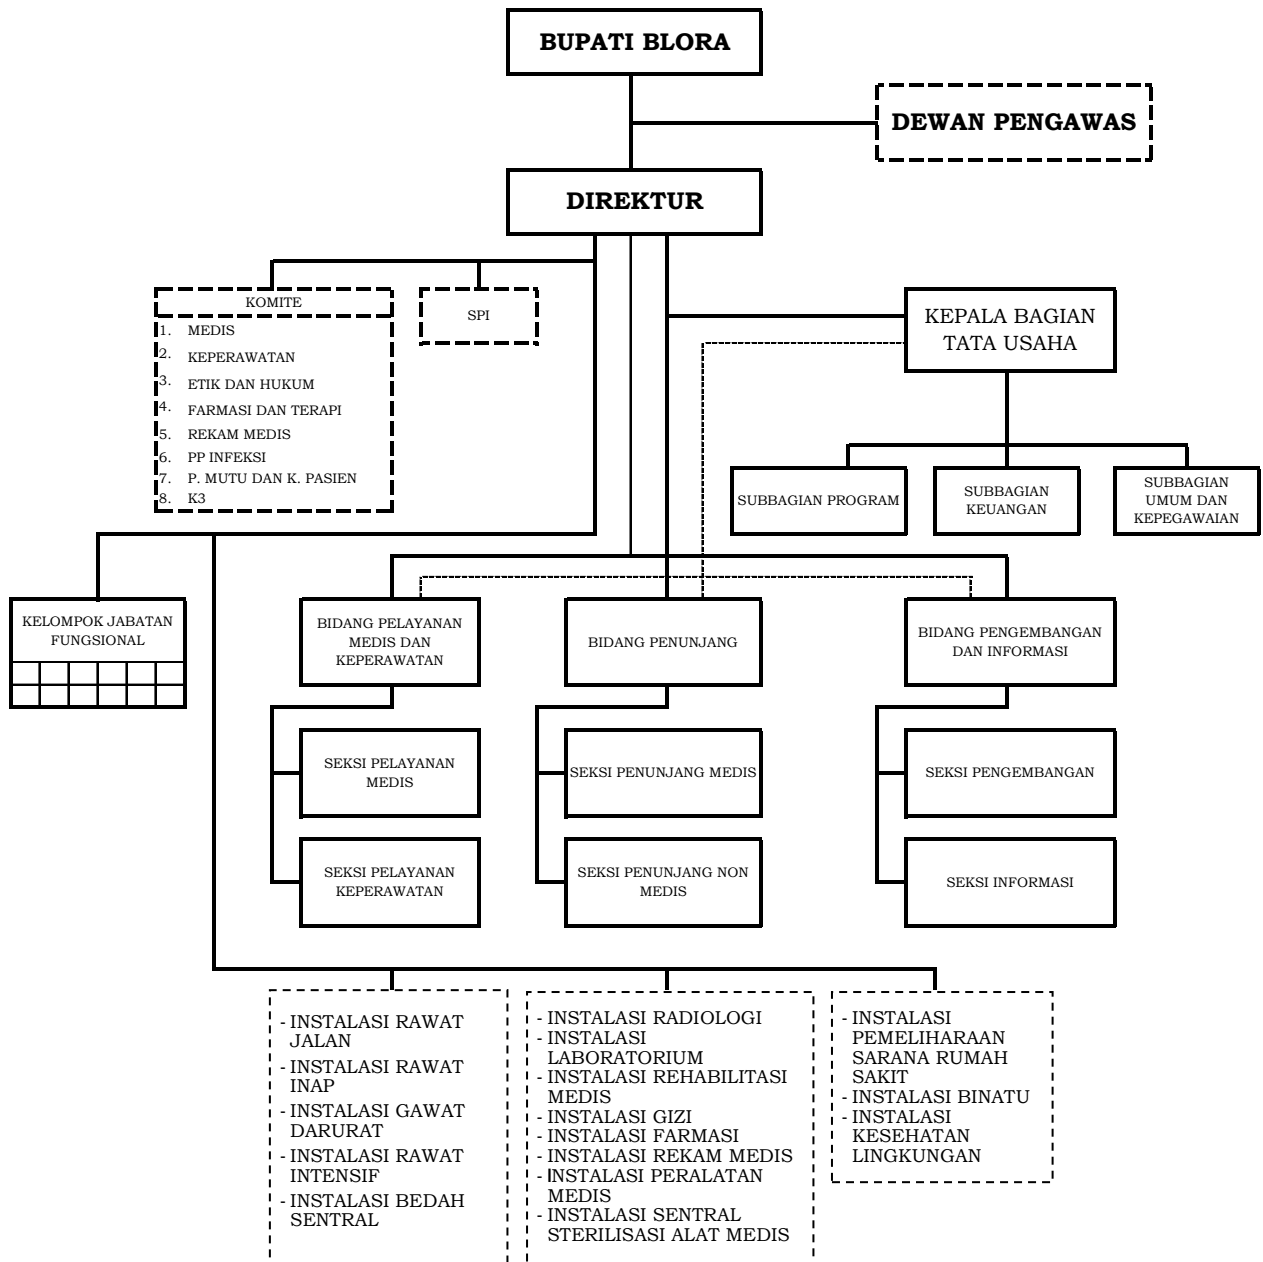 BUPATI BLORA
DEWAN PENGAWAS
DIREKTUR
KOMITE
1. MEDIS
2. KEPERAWATAN
3. ETIK DAN HUKUM
4. FARMASI DAN TERAPI
5. REKAM MEDIS
6. PP INFEKSI
7. P. MUTU DAN K. PASIEN
8. K3
SPI
KEPALA BAGIAN
TATA USAHA
SUBBAGIAN PROGRAM
SUBBAGIAN
KEUANGAN
SUBBAGIAN
UMUM DAN
KEPEGAWAIAN
KELOMPOK JABATAN
FUNGSIONAL
BIDANG PELAYANAN
MEDIS DAN
KEPERAWATAN
BIDANG PENUNJANG
BIDANG PENGEMBANGAN
DAN INFORMASI
SEKSI PELAYANAN
MEDIS
SEKSI PENUNJANG MEDIS
SEKSI PENGEMBANGAN
SEKSI PELAYANAN
KEPERAWATAN
SEKSI PENUNJANG NON
MEDIS
SEKSI INFORMASI
- INSTALASI RAWAT
JALAN
- INSTALASI RAWAT
INAP
- INSTALASI GAWAT
DARURAT
- INSTALASI RAWAT
INTENSIF
- INSTALASI BEDAH
SENTRAL
- INSTALASI RADIOLOGI
- INSTALASI
LABORATORIUM
- INSTALASI REHABILITASI
MEDIS
- INSTALASI GIZI
- INSTALASI FARMASI
- INSTALASI REKAM MEDIS
- INSTALASI PERALATAN
MEDIS
- INSTALASI SENTRAL
STERILISASI ALAT MEDIS
- INSTALASI
PEMELIHARAAN
SARANA RUMAH
SAKIT
- INSTALASI BINATU
- INSTALASI
KESEHATAN
LINGKUNGAN